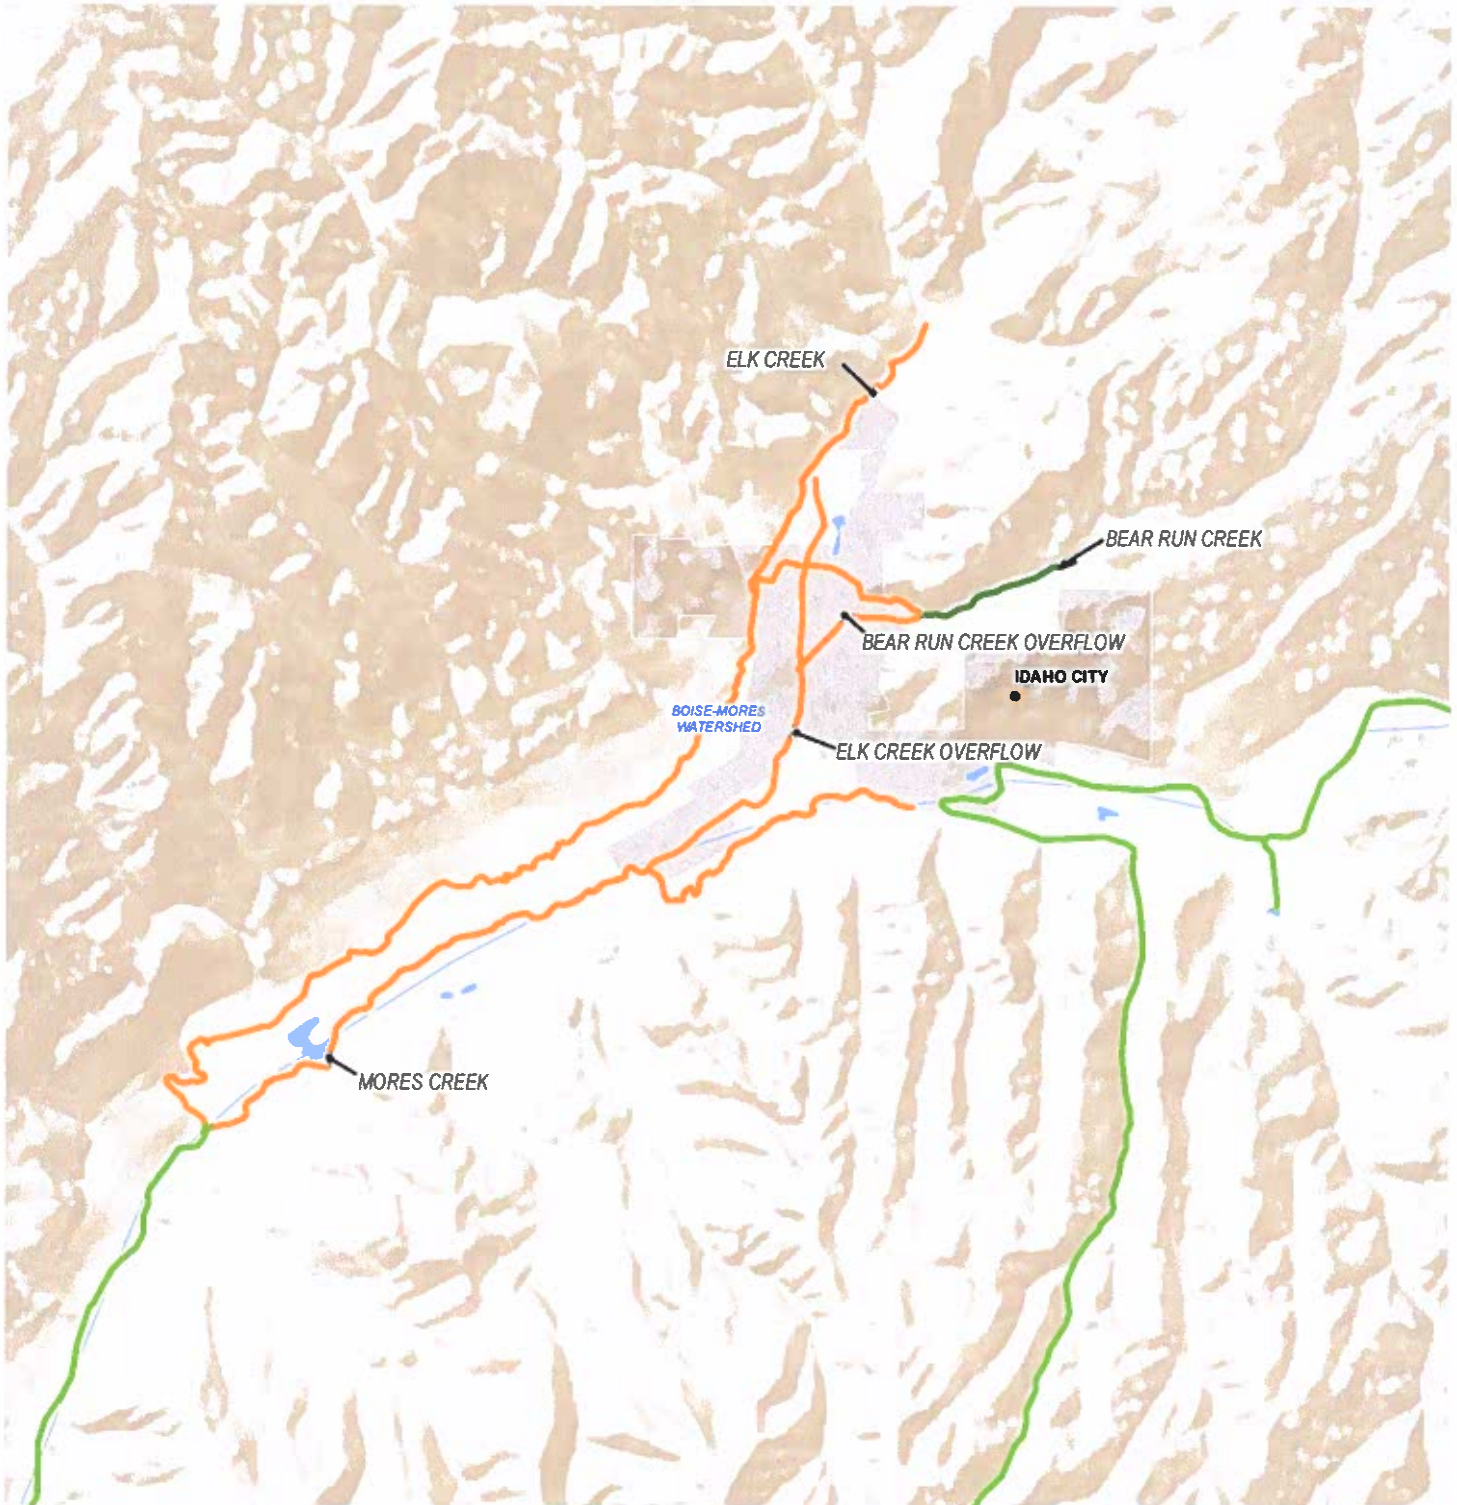 ELK CREEK
BEAR RUN CREEK
BEAR RUN CREEK OVERFLOW
IDAHO CITY
BOISE-MORES
WATERSHED
ELK CREEK OVERFLOW
MORES CREEK